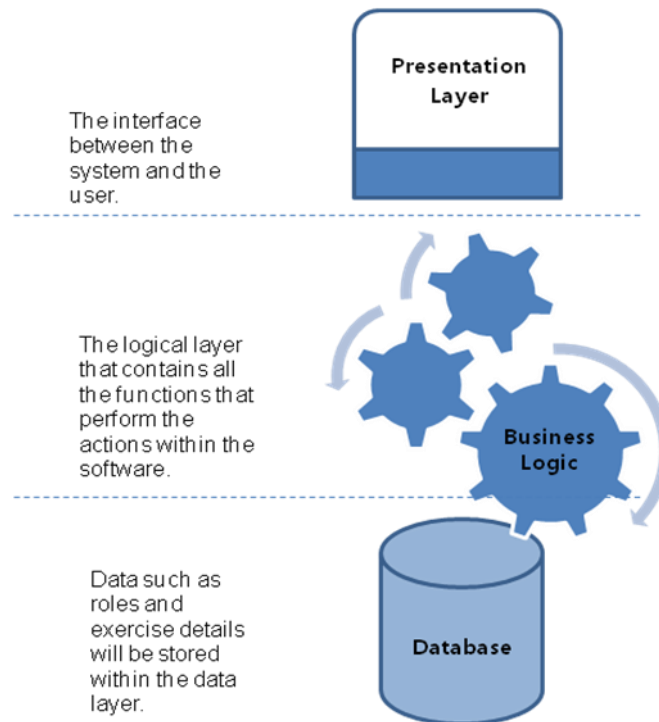 Presentation
Layer
The interface
between the
system and the
user.
The logical layer
that contains all
the functions that
perform the
actions within the
software.
Business
Logic
Data such as
roles and
exercise details
will be stored
within the data
layer.
Database